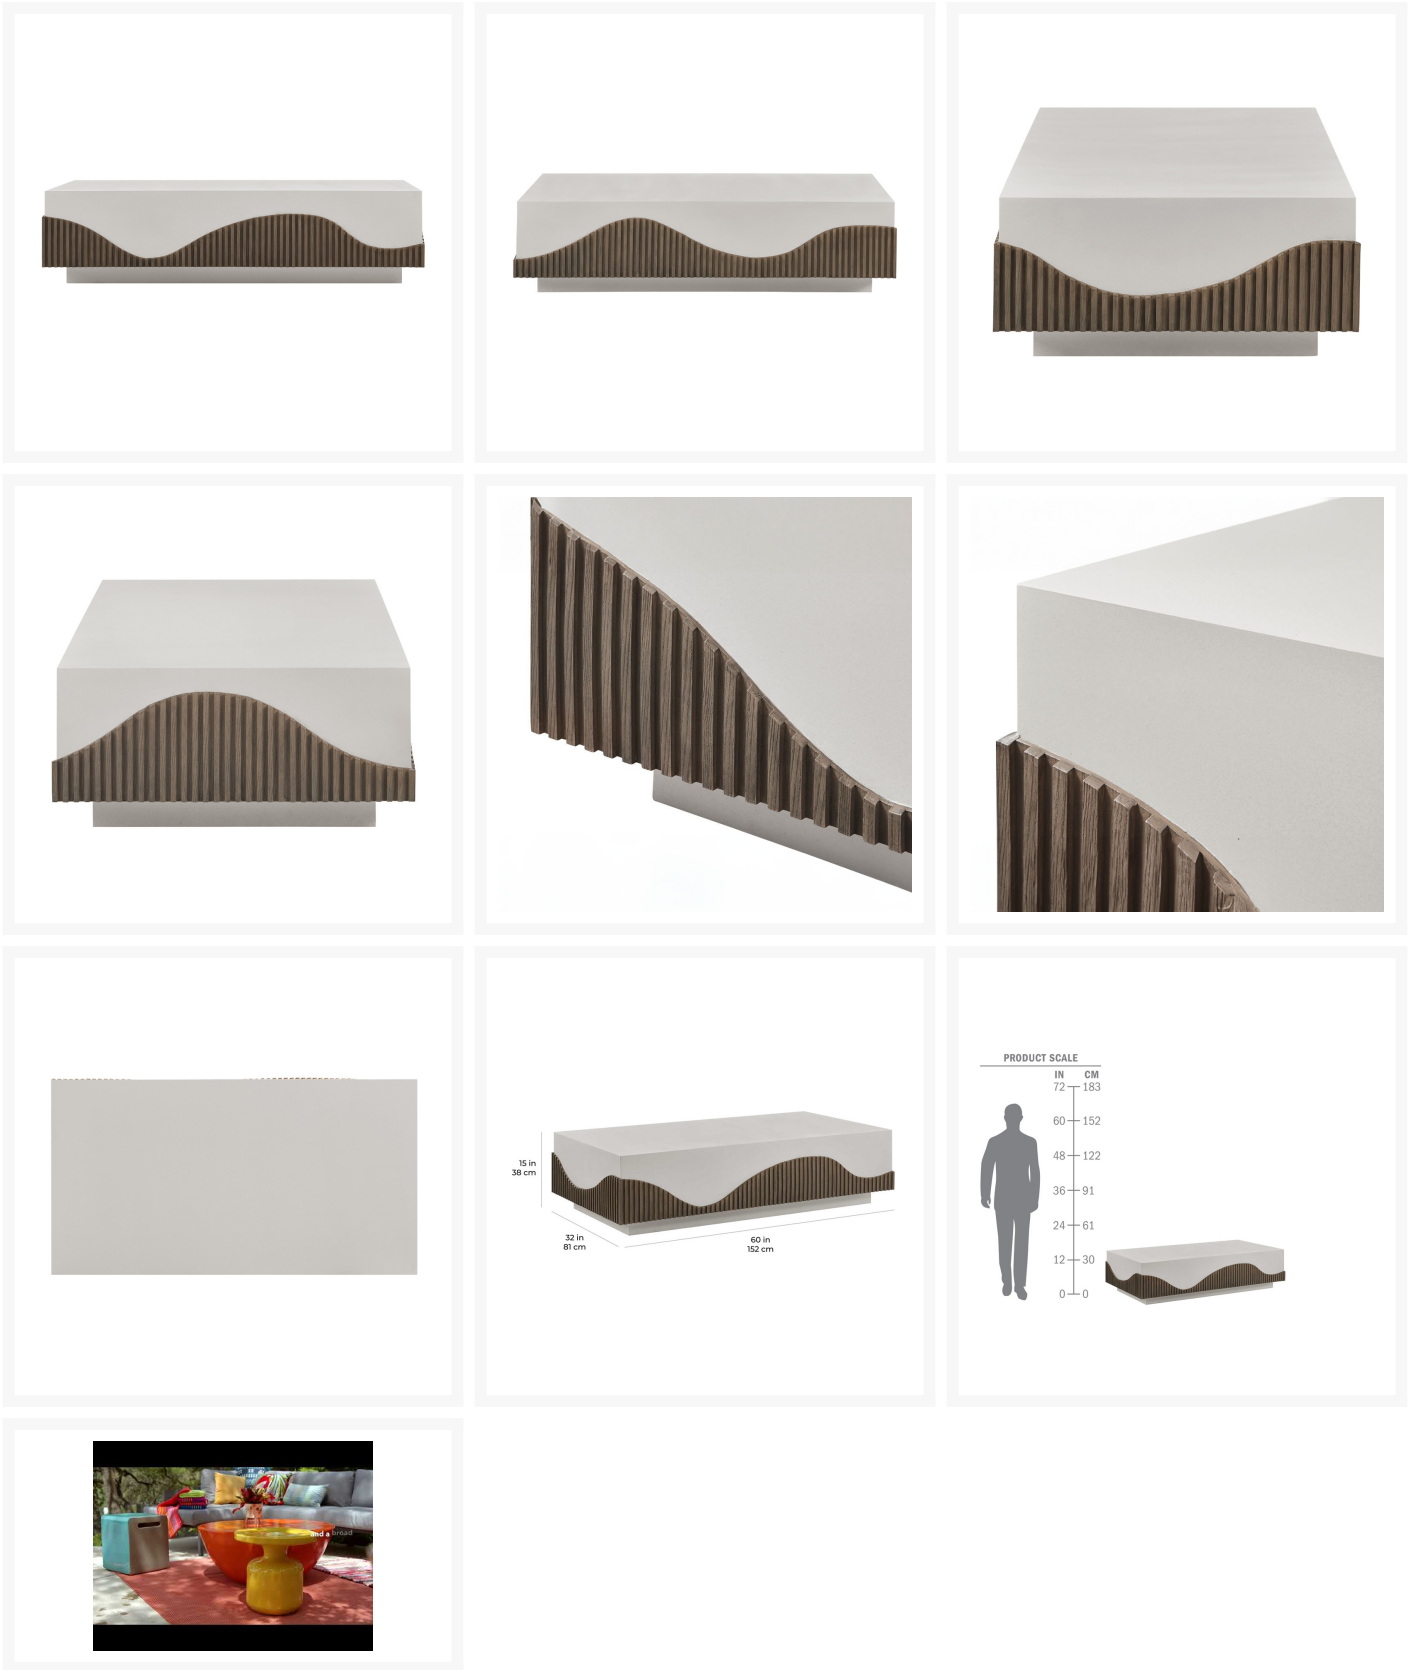 15 in
38 cm
32 in
81 cm
60 in
152 cm
PRODUCT SCALE
IN CM
72 183
60 152
48 122
36 91
24 61
12 30
0 0
and a broad